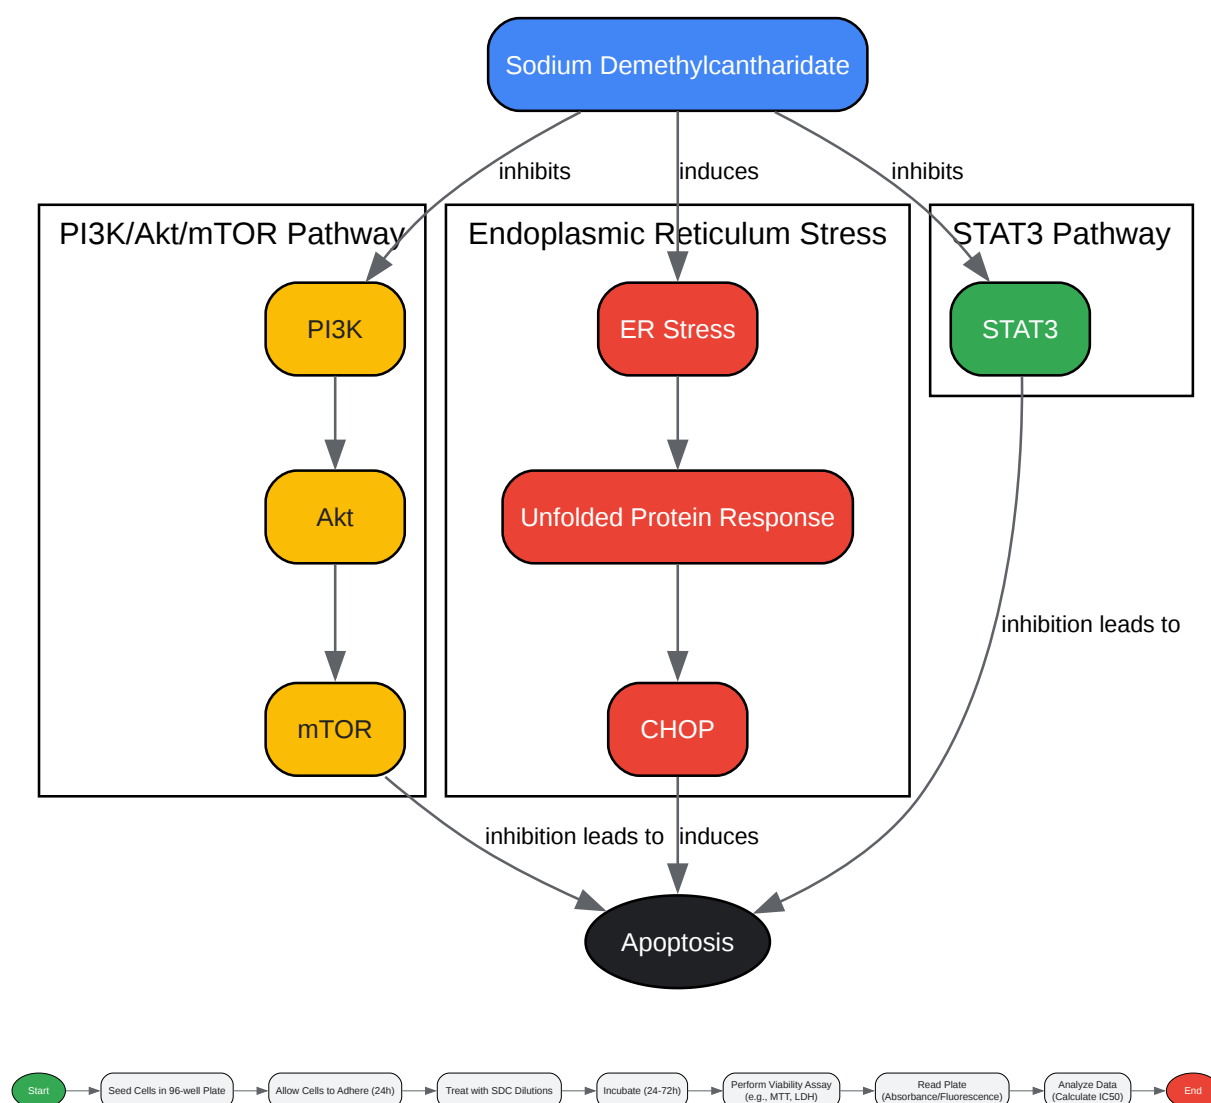 Sodium Demethylcantharidate
inhibits
induces
inhibits
PI3K/Akt/mTOR Pathway
Endoplasmic Reticulum Stress
STAT3 Pathway
PI3K
ER Stress
STAT3
Akt
Unfolded Protein Response
inhibition leads to
mTOR
CHOP
inhibition leads to
induces
Apoptosis
Start
Seed Cells in 96-well Plate
Allow Cells to Adhere (24h)
Treat with SDC Dilutions
Incubate (24-72h)
Perform Viability Assay
(e.g., MTT, LDH)
Read Plate
(Absorbance/Fluorescence)
Analyze Data
(Calculate IC50)
End